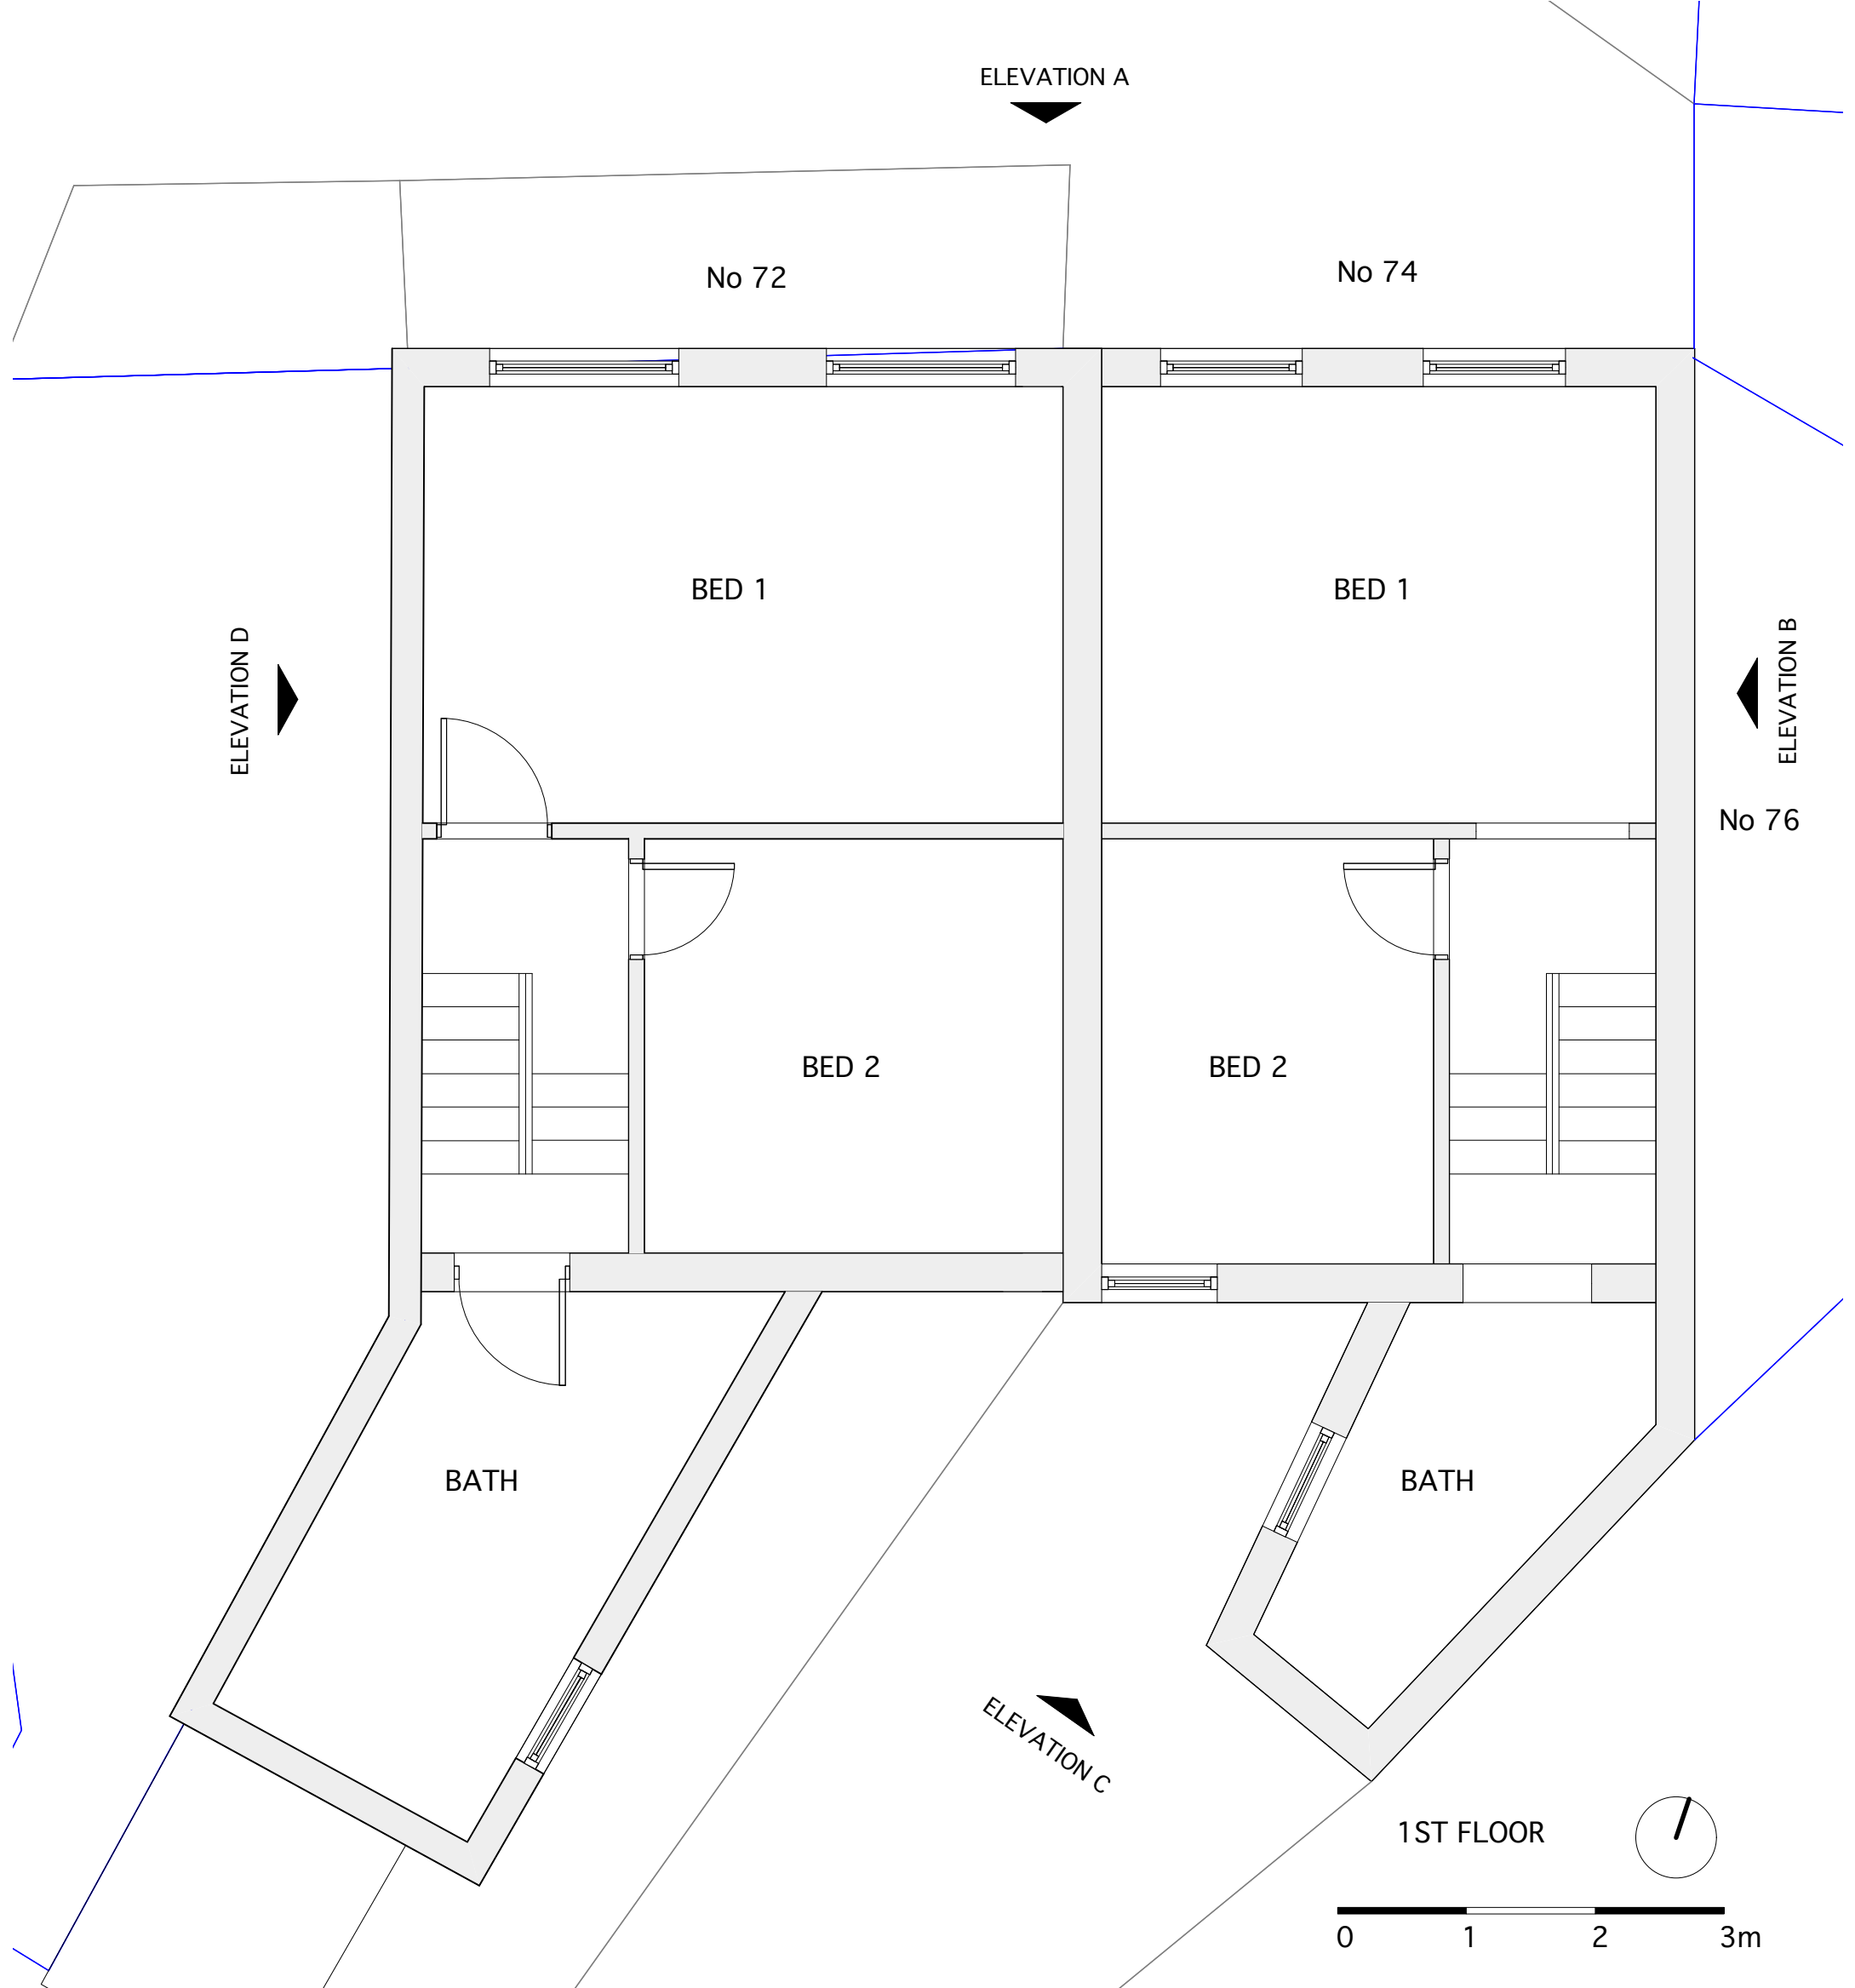 ELEVATION A
No 72
No 74
BED 1
BED 1
ELEVATION D
ELEVATION B
No 76
BED 2
BED 2
BATH
BATH
ELEVATION C
1ST FLOOR
0 1 2 3m